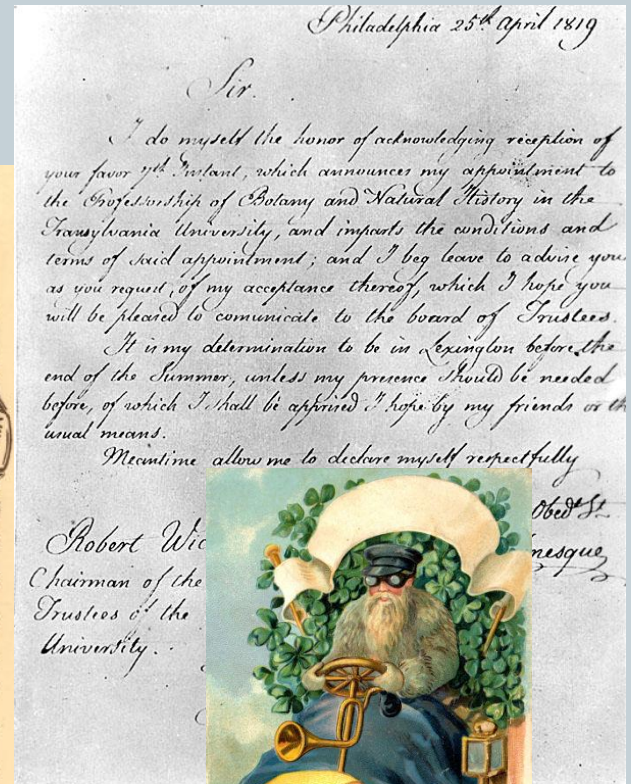 Philadelphia 25th April 1819
Sir.
I do myself the honor of acknowledging reception of
your favor 7th Instant, which announces my appointment to
the Professorship of Botany and Natural History in the
Transylvania University, and imparts the conditions and
terms of said appointment; and I beg leave to advise you
as you request, of my acceptance thereof, which I hope you
will be pleased to comunicate to the board of Trustees.
It is my determination to be in Lexington before the
end of the Summer, unless my presence should be needed
before, of which I shall be apprised I hope by my friends or th
usual means.
Meantime allow me to declare myself respectfully
Obedt St
Robert Wic
nesque
Chairman of the
Trustees of the
University.